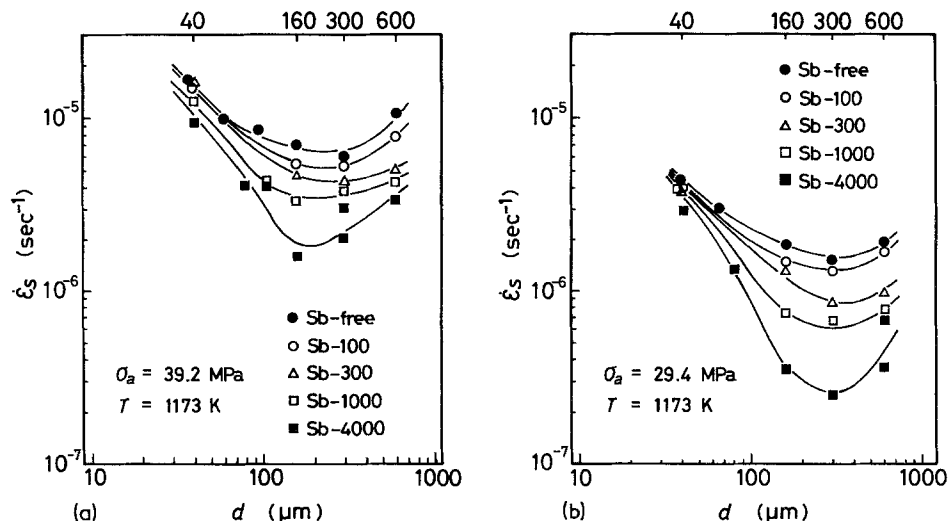 40 160 300 600
10⁻⁵
10⁻⁶
10⁻⁷
ε̇s (sec⁻¹)
Sb-free
Sb-100
Sb-300
Sb-1000
Sb-4000
σa = 39.2 MPa
T = 1173 K
10 100 1000
(a) d (μm)
40 160 300 600
10⁻⁵
10⁻⁶
10⁻⁷
ε̇s (sec⁻¹)
Sb-free
Sb-100
Sb-300
Sb-1000
Sb-4000
σa = 29.4 MPa
T = 1173 K
10 100 1000
(b) d (μm)